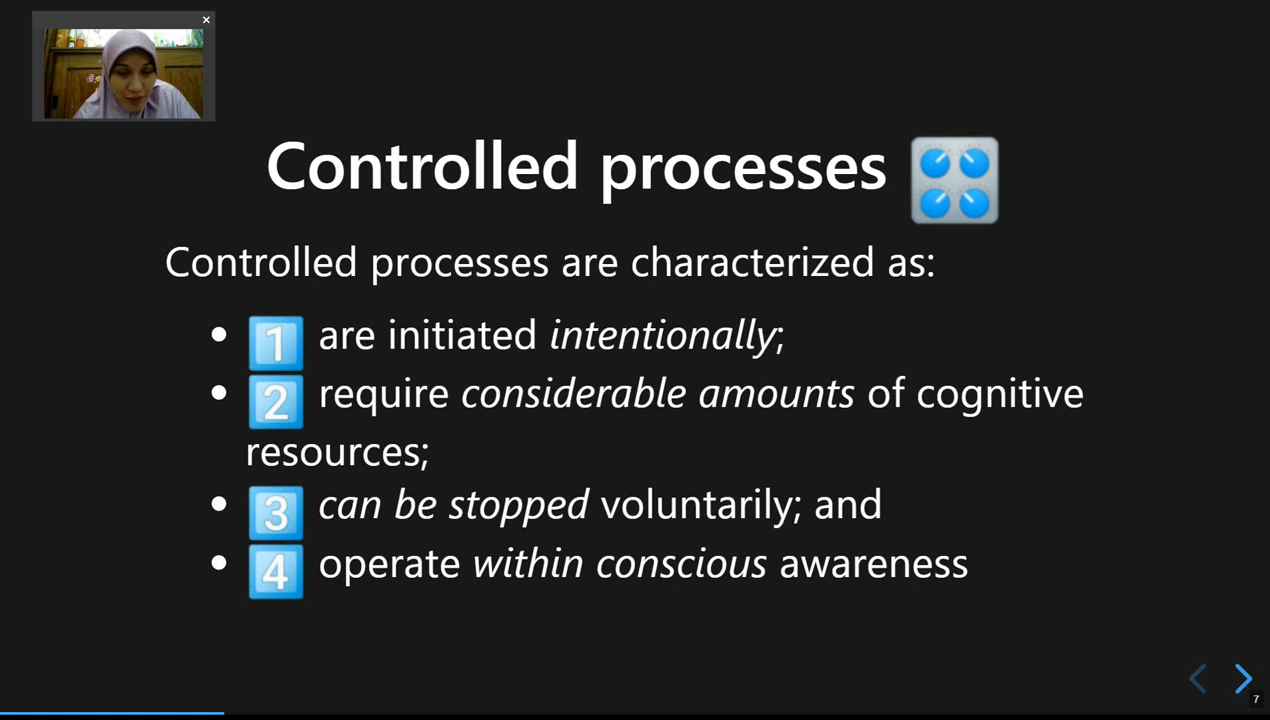 Controlled processes
Controlled processes are characterized as:
• 1 are initiated intentionally;
• 2 require considerable amounts of cognitive
resources;
• 3 can be stopped voluntarily; and
• 4 operate within conscious awareness
7